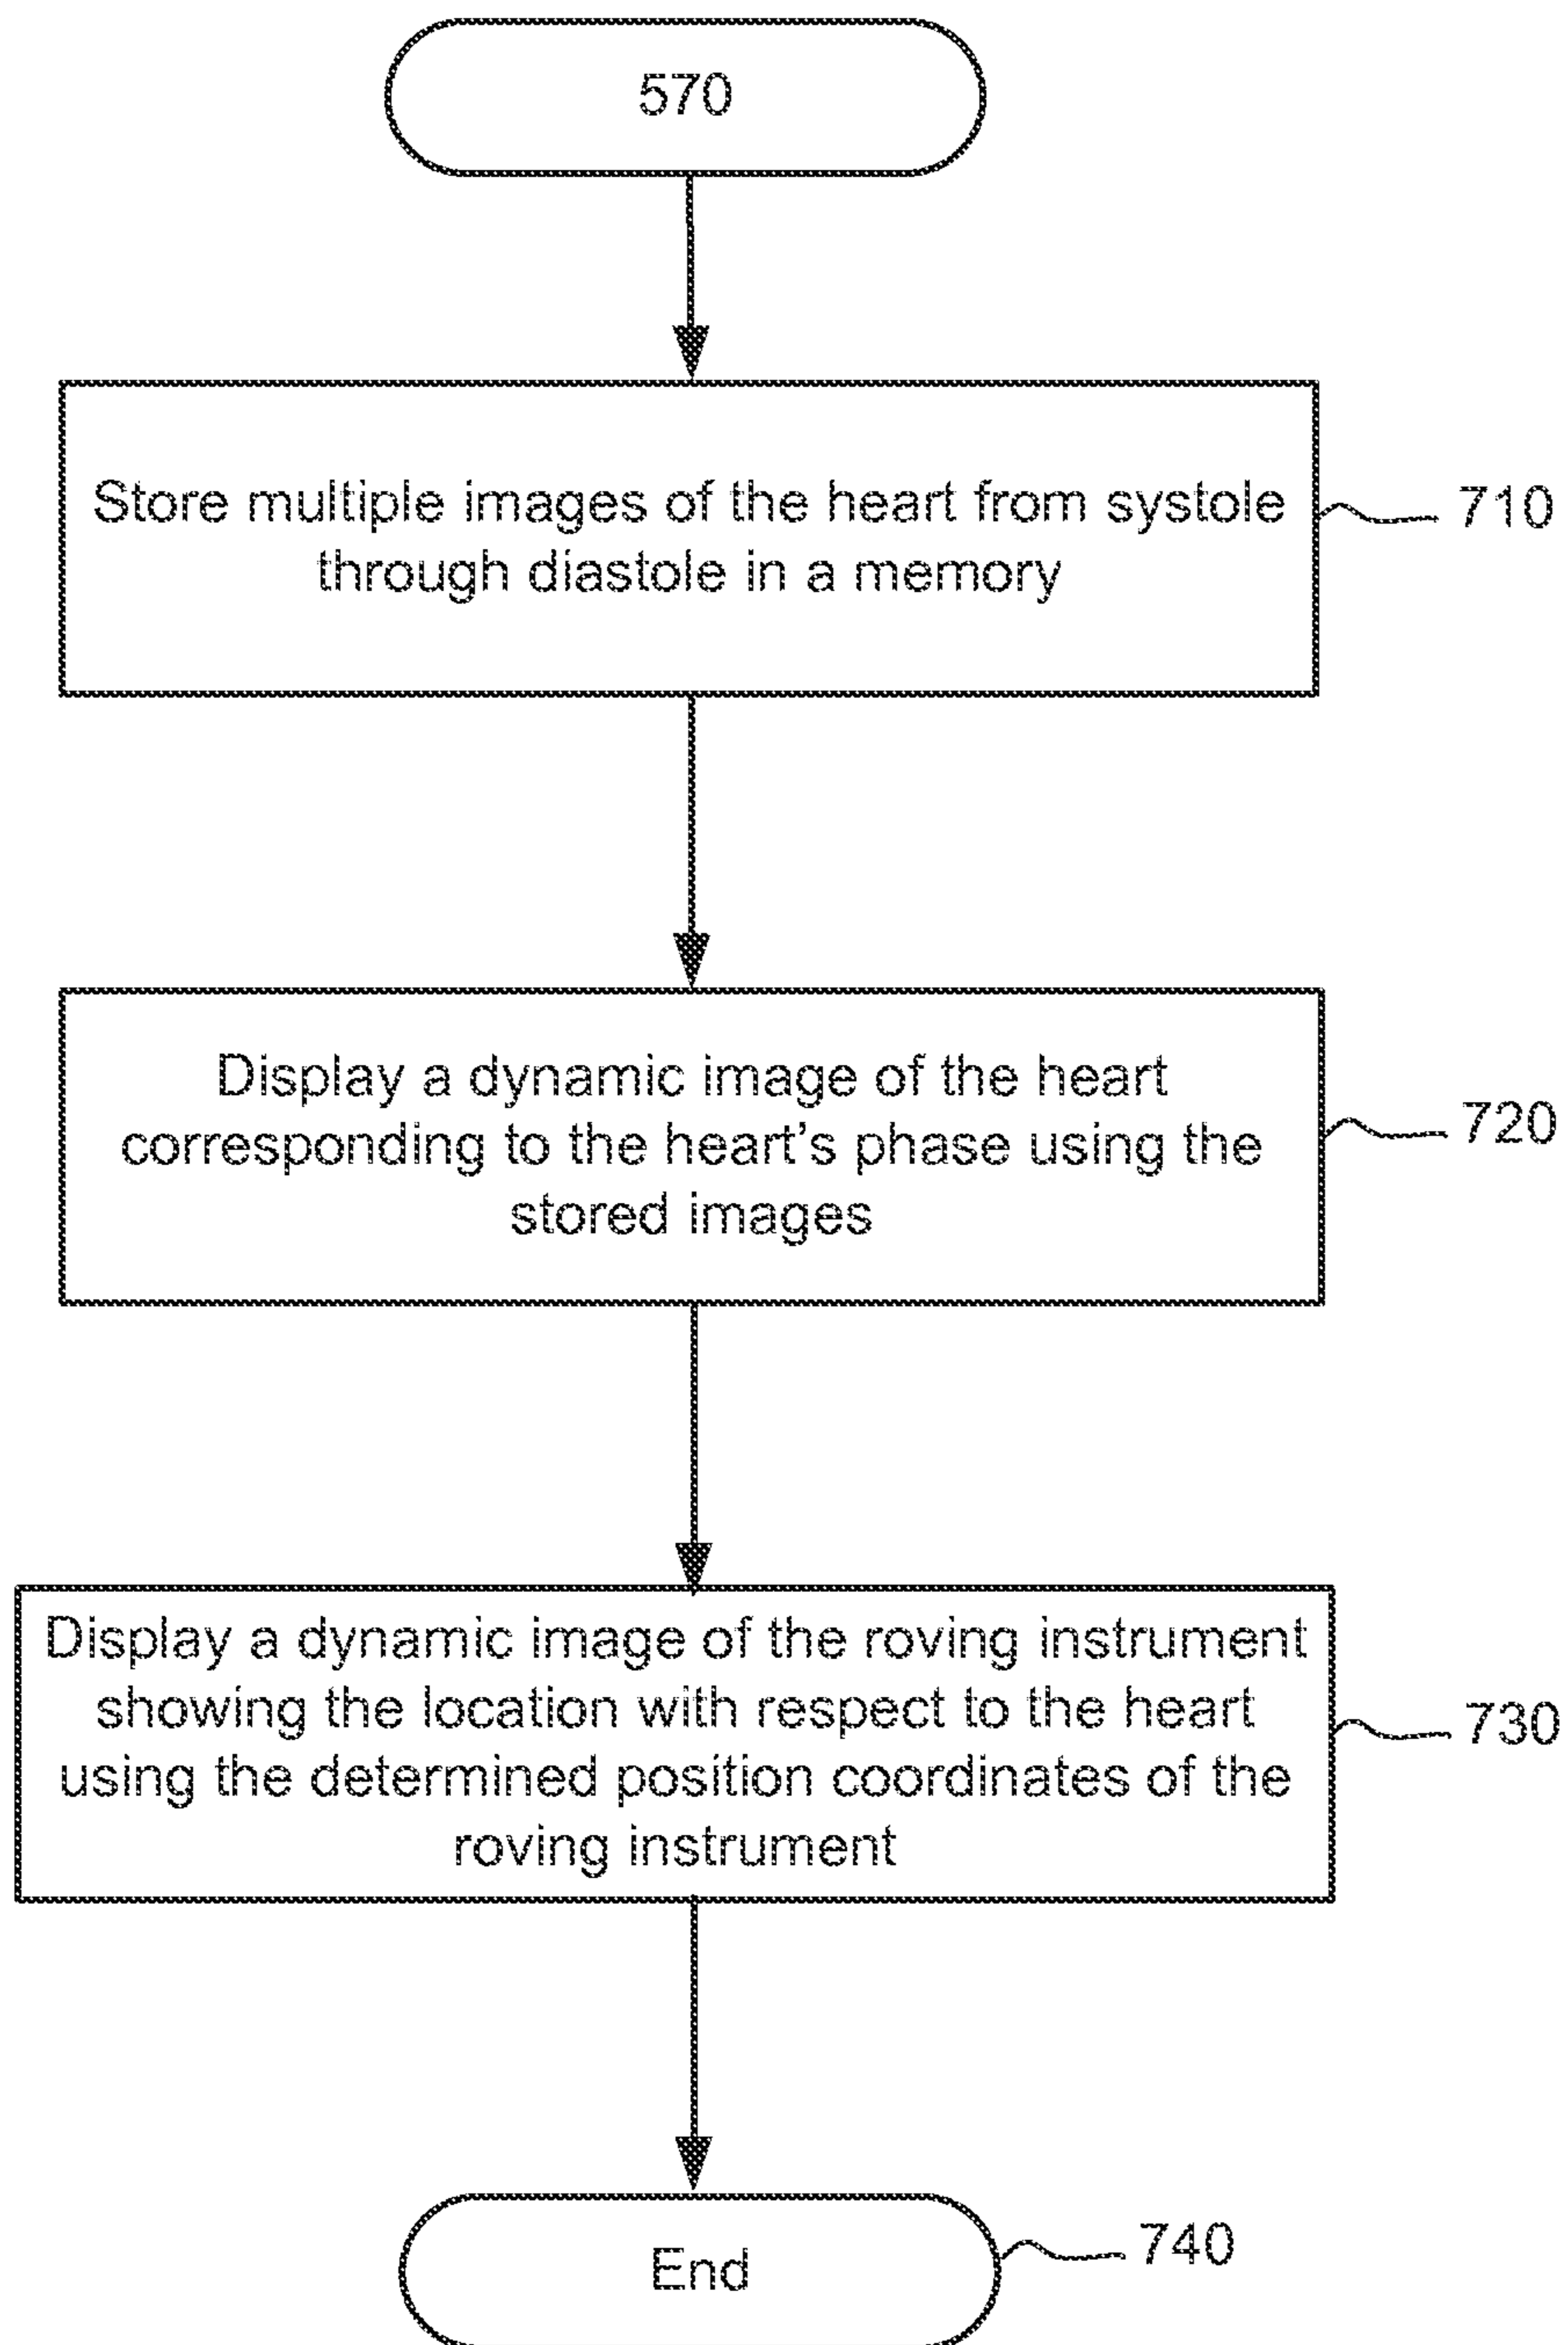 570
Store multiple images of the heart from systole
through diastole in a memory
710
Display a dynamic image of the heart
corresponding to the heart's phase using the
stored images
720
Display a dynamic image of the roving instrument
showing the location with respect to the heart
using the determined position coordinates of the
roving instrument
730
End
740